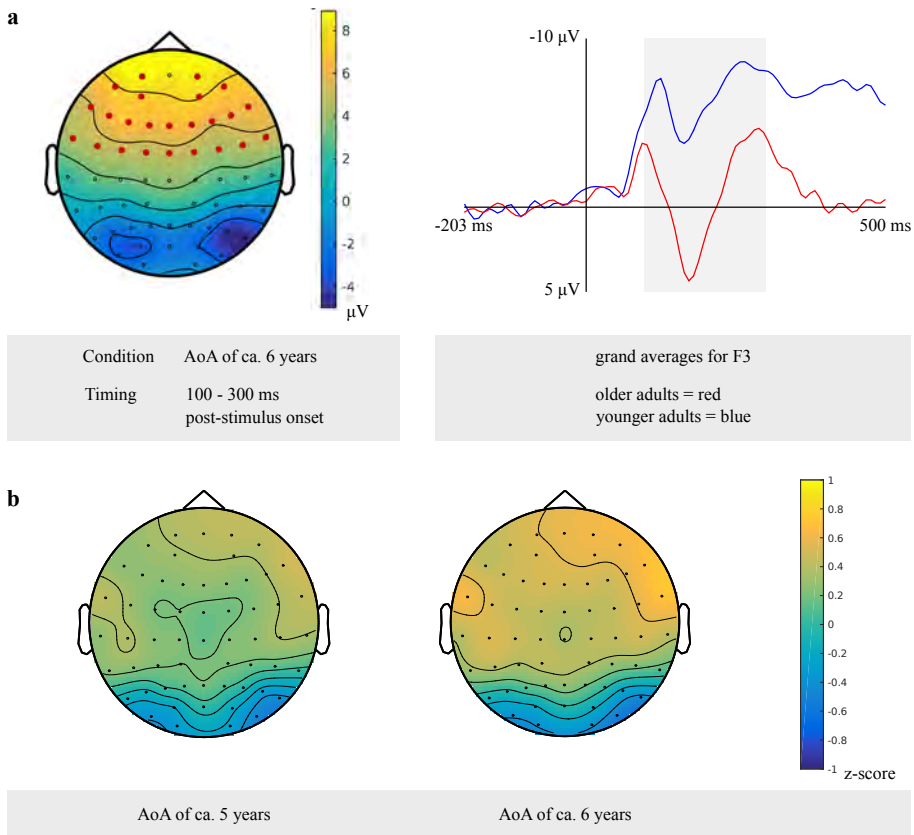 a
8
6
4
2
0
-2
-4
μV
-10 μV
-203 ms
500 ms
5 μV
Condition AoA of ca. 6 years
Timing 100 - 300 ms
post-stimulus onset
grand averages for F3
older adults = red
younger adults = blue
b
1
0.8
0.6
0.4
0.2
0
-0.2
-0.4
-0.6
-0.8
-1
z-score
AoA of ca. 5 years
AoA of ca. 6 years